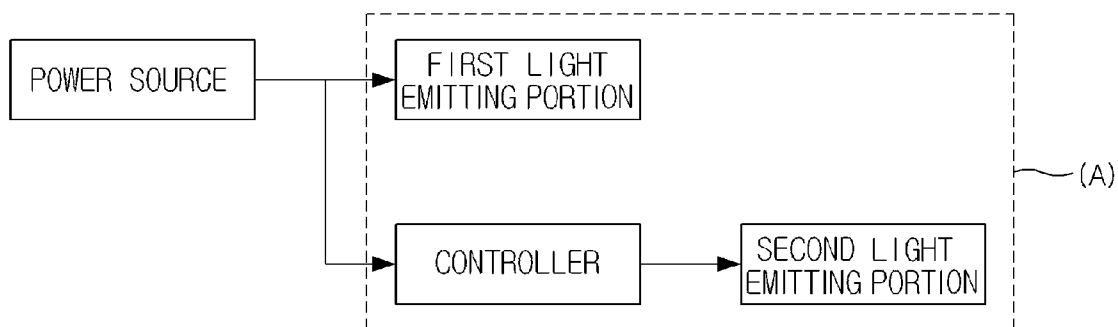 POWER SOURCE
FIRST LIGHT
EMITTING PORTION
(A)
CONTROLLER
SECOND LIGHT
EMITTING PORTION